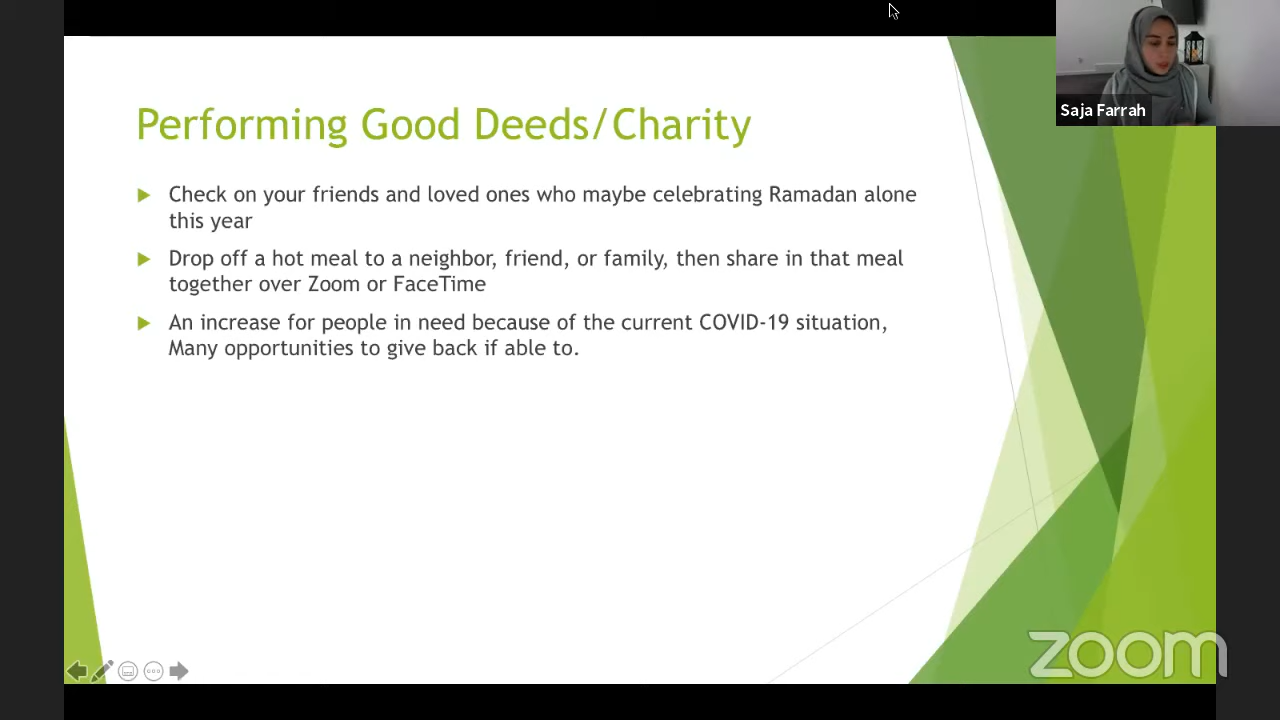 Performing Good Deeds/Charity
Saja Farrah
Check on your friends and loved ones who maybe celebrating Ramadan alone
this year
Drop off a hot meal to a neighbor, friend, or family, then share in that meal
together over Zoom or FaceTime
An increase for people in need because of the current COVID-19 situation,
Many opportunities to give back if able to.
zoom